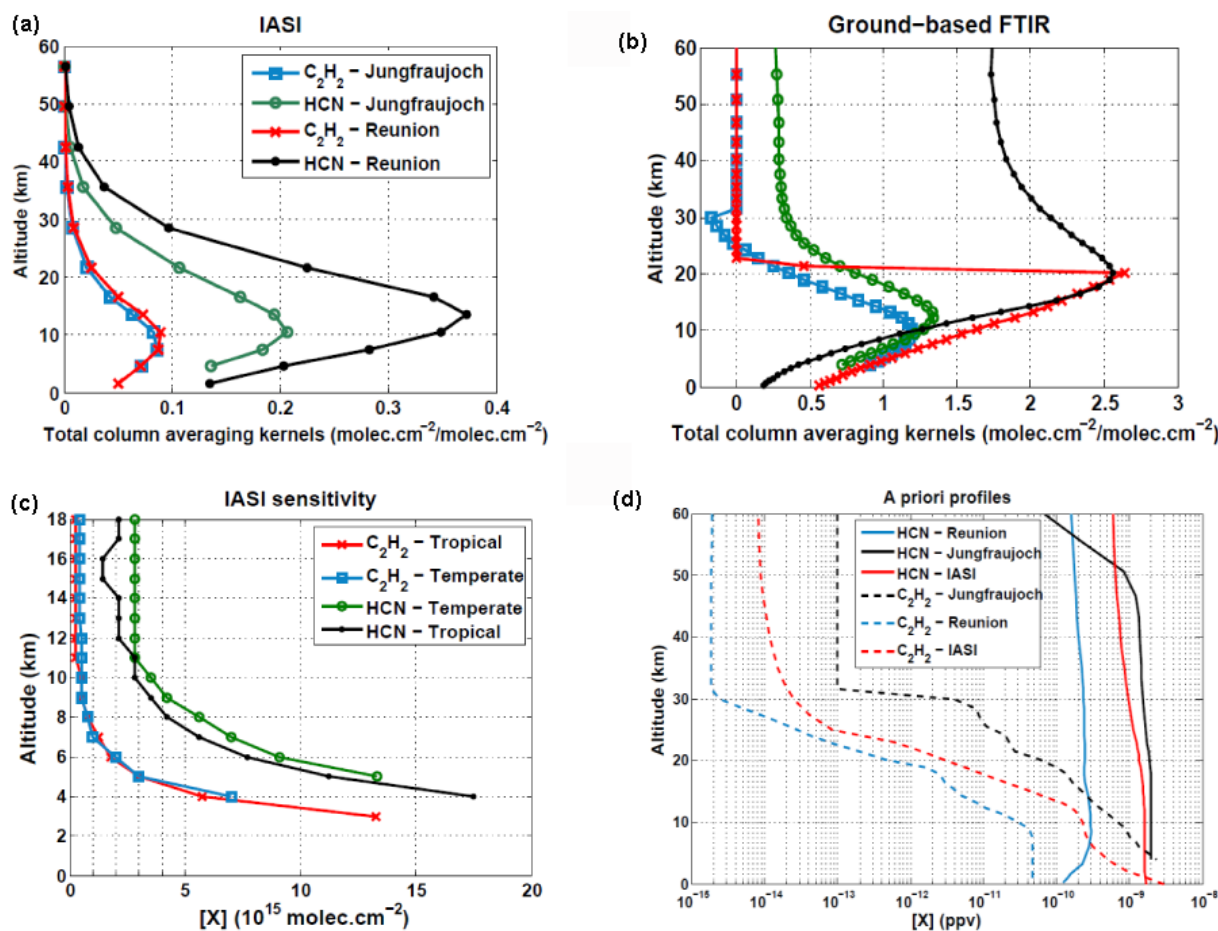 (a)
IASI
60
50
40
30
20
10
0
Altitude (km)
C2H2 − Jungfraujoch
HCN − Jungfraujoch
C2H2 − Reunion
HCN − Reunion
0 0.1 0.2 0.3 0.4
Total column averaging kernels (molec.cm−2/molec.cm−2)
(b)
Ground−based FTIR
60
50
40
30
20
10
0
Altitude (km)
0 0.5 1 1.5 2 2.5 3
Total column averaging kernels (molec.cm−2/molec.cm−2)
(c)
IASI sensitivity
18
16
14
12
10
8
6
4
2
0
Altitude (km)
C2H2 − Tropical
C2H2 − Temperate
HCN − Temperate
HCN − Tropical
0 5 10 15 20
[X] (10^15 molec.cm−2)
(d)
A priori profiles
60
50
40
30
20
10
0
Altitude (km)
HCN − Reunion
HCN − Jungfraujoch
HCN − IASI
C2H2 − Jungfraujoch
C2H2 − Reunion
C2H2 − IASI
10^−15 10^−14 10^−13 10^−12 10^−11 10^−10 10^−9 10^−8
[X] (ppv)